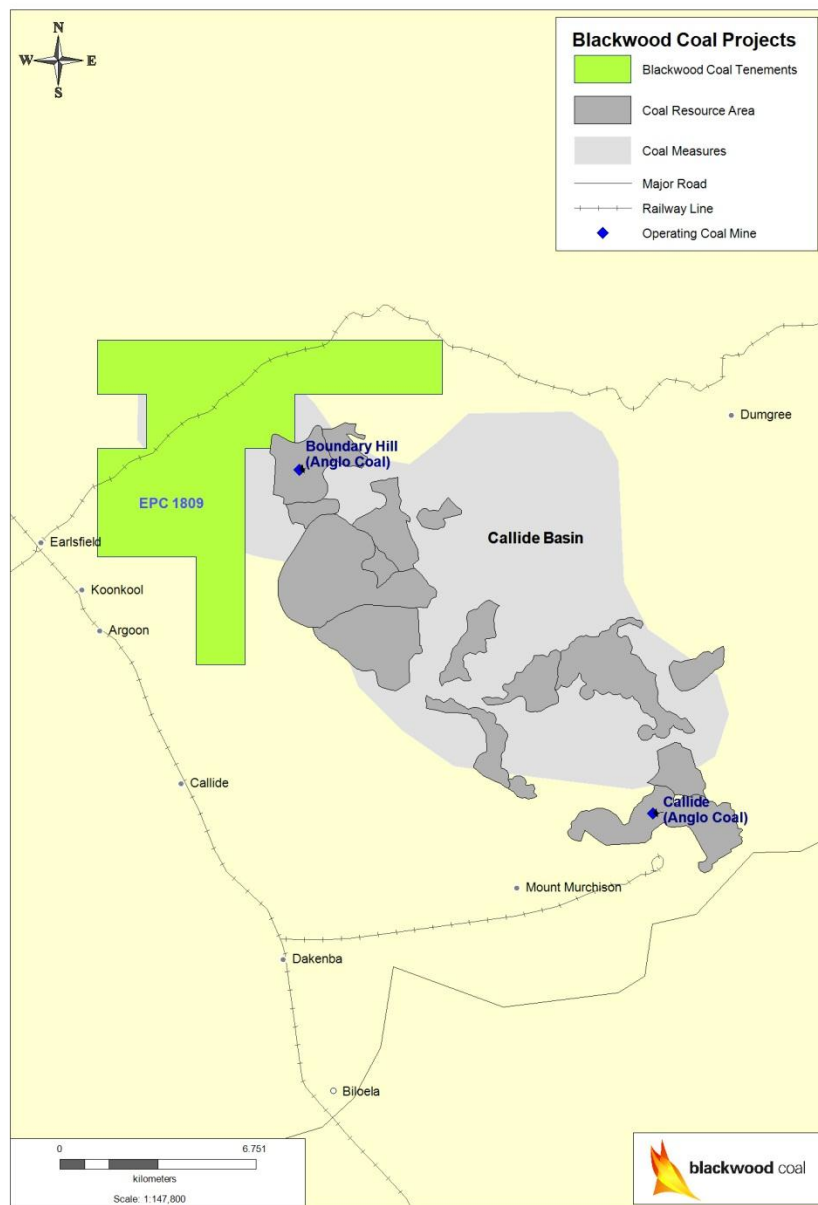 N
W E
S
Blackwood Coal Projects
Blackwood Coal Tenements
Coal Resource Area
Coal Measures
Major Road
Railway Line
Operating Coal Mine
Dumgree
Boundary Hill
(Anglo Coal)
EPC 1809
Callide Basin
Earlsfield
Koonkool
Argoon
Callide
Callide
(Anglo Coal)
Mount Murchison
Dakenba
Biloela
0 6.751
kilometers
Scale: 1:147,800
blackwood coal